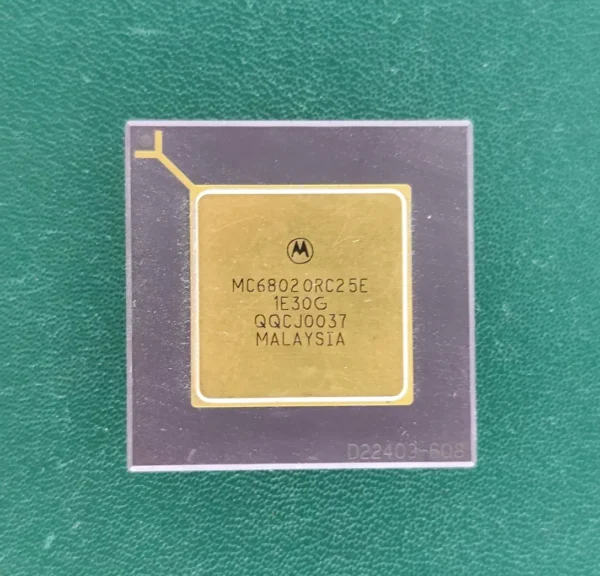 MC68020RC25E
1E30G
QQCJ0037
MALAYSIA
D22403-608